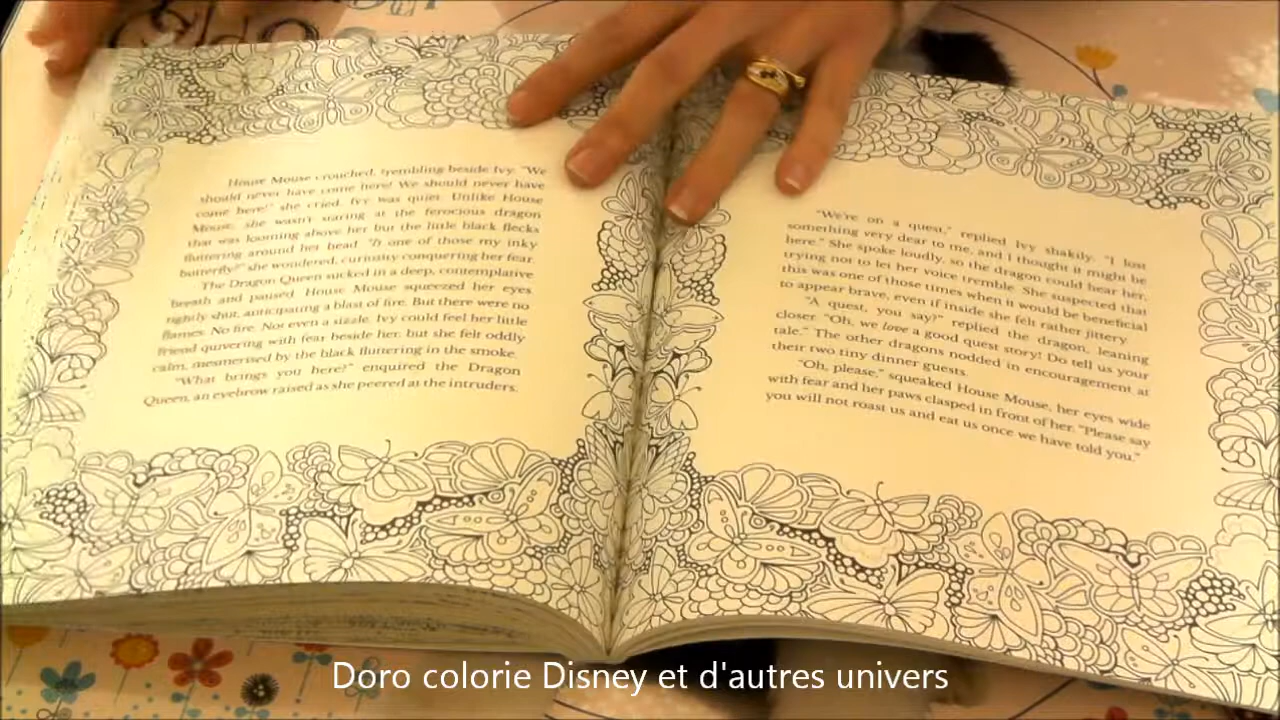 House Mouse crouched, trembling beside Ivy. "We
should never have come here! We should never have
come here!" she cried. Ivy was quiet. Unlike House
Mouse, she wasn't staring at the ferocious dragon
that was looming above her but the little black flecks
fluttering around her head. "Is one of those my inky
butterfly?" she wondered, curiosity conquering her fear.
The Dragon Queen sucked in a deep, contemplative
breath and paused. House Mouse squeezed her eyes
tightly shut, anticipating a blast of fire. But there were no
flames. No fire. Not even a sizzle. Ivy could feel her little
friend quivering with fear beside her, but she felt oddly
calm, mesmerised by the black fluttering in the smoke.
"What brings you here?" enquired the Dragon
Queen, an eyebrow raised as she peered at the intruders.
"We're on a quest," replied Ivy shakily. "I lost
something very dear to me, and I thought it might be
here." She spoke loudly, so the dragon could hear her,
trying not to let her voice tremble. She suspected that
this was one of those times when it would be beneficial
to appear brave, even if inside she felt rather jittery.
"A quest, you say?" replied the dragon, leaning
closer. "Oh, we love a good quest story! Do tell us your
tale." The other dragons nodded in encouragement at
their two tiny dinner guests.
"Oh, please," squeaked House Mouse, her eyes wide
with fear and her paws clasped in front of her. "Please say
you will not roast us and eat us once we have told you."
Doro colorie Disney et d'autres univers